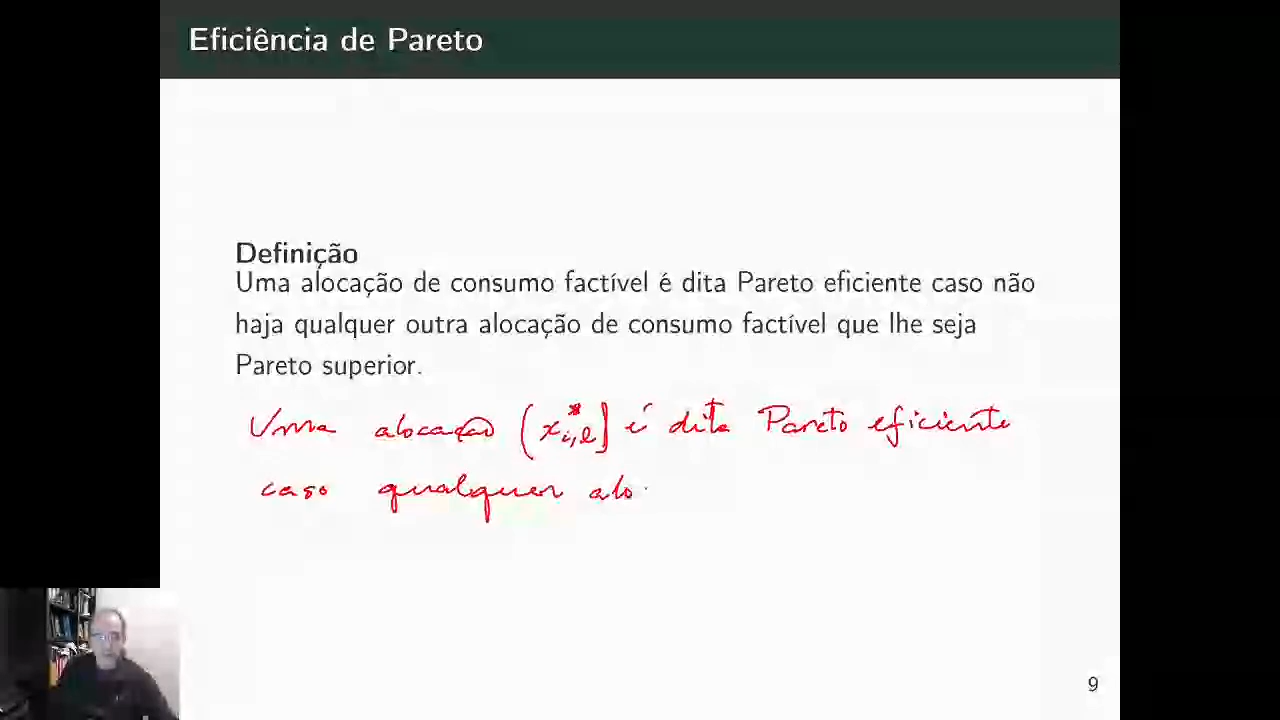 Eficiência de Pareto
Definição
Uma alocação de consumo factível é dita Pareto eficiente caso não
haja qualquer outra alocação de consumo factível que lhe seja
Pareto superior.
Uma alocação (x*i,l) é dita Pareto eficiente
caso qualquer alo
9